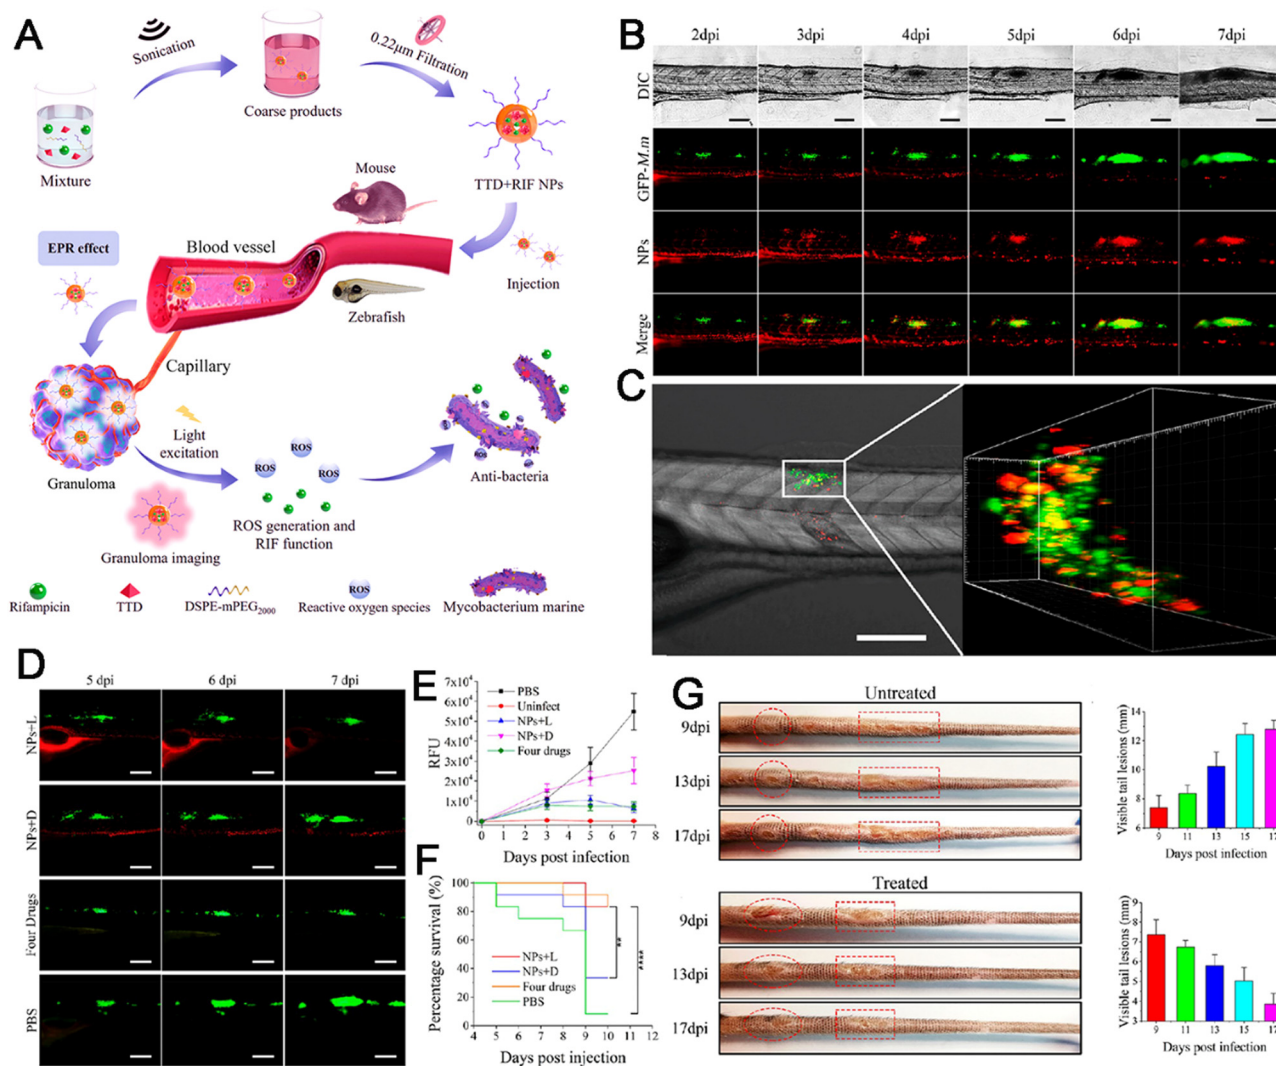 A
Sonication
0.22μm Filtration
Coarse products
Mixture
TTD+RIF NPs
Mouse
EPR effect
Blood vessel
Injection
Zebrafish
Capillary
Light
excitation
ROS
ROS
ROS
ROS
ROS
ROS
Granuloma
Anti-bacteria
ROS generation and
RIF function
Granuloma imaging
ROS
Rifampicin
TTD
DSPE-mPEG2000
Reactive oxygen species
Mycobacterium marine
B
2dpi 3dpi 4dpi 5dpi 6dpi 7dpi
DIC
GFP-M.m
NPs
Merge
C
D
5 dpi 6 dpi 7 dpi
NPs+L
NPs+D
Four Drugs
PBS
E
RFU
7x10⁴
6x10⁴
5x10⁴
4x10⁴
3x10⁴
2x10⁴
1x10⁴
0
PBS
Uninfect
NPs+L
NPs+D
Four drugs
0 1 2 3 4 5 6 7 8
Days post infection
F
Percentage survival (%)
100
80
60
40
20
0
NPs+L
NPs+D
Four drugs
PBS
**
****
4 5 6 7 8 9 10 11 12
Days post injection
G
Untreated
9dpi
13dpi
17dpi
Visible tail lesions (mm)
14
12
10
8
6
9 11 13 15 17
Days post infection
Treated
9dpi
13dpi
17dpi
Visible tail lesions (mm)
9
8
7
6
5
4
3
9 11 13 15 17
Days post infection